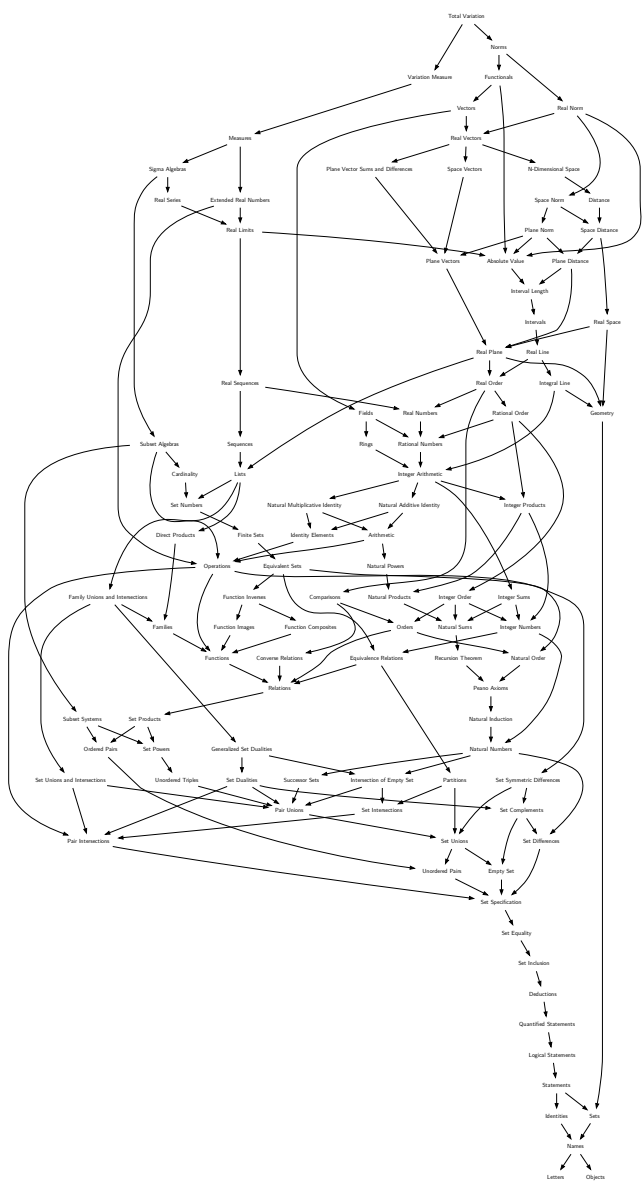 Total Variation
Norms
Variation Measure
Functionals
Vectors
Real Norm
Measures
Real Vectors
Sigma Algebras
Plane Vector Sums and Differences
Space Vectors
N-Dimensional Space
Real Series
Extended Real Numbers
Space Norm
Distance
Real Limits
Plane Norm
Space Distance
Plane Vectors
Absolute Value
Plane Distance
Interval Length
Intervals
Real Space
Real Plane
Real Line
Real Sequences
Real Order
Integral Line
Fields
Real Numbers
Rational Order
Geometry
Subset Algebras
Sequences
Rings
Rational Numbers
Cardinality
Lists
Integer Arithmetic
Set Numbers
Natural Multiplicative Identity
Natural Additive Identity
Integer Products
Direct Products
Finite Sets
Identity Elements
Arithmetic
Operations
Equivalent Sets
Natural Powers
Family Unions and Intersections
Function Inverses
Comparisons
Natural Products
Integer Order
Integer Sums
Families
Function Images
Function Composites
Orders
Natural Sums
Integer Numbers
Functions
Converse Relations
Equivalence Relations
Recursion Theorem
Natural Order
Relations
Peano Axioms
Subset Systems
Set Products
Natural Induction
Ordered Pairs
Set Powers
Generalized Set Dualities
Natural Numbers
Set Unions and Intersections
Unordered Triples
Set Dualities
Successor Sets
Intersection of Empty Set
Partitions
Set Symmetric Differences
Pair Unions
Set Intersections
Set Complements
Pair Intersections
Set Unions
Set Differences
Unordered Pairs
Empty Set
Set Specification
Set Equality
Set Inclusion
Deductions
Quantified Statements
Logical Statements
Statements
Identities
Sets
Names
Letters
Objects